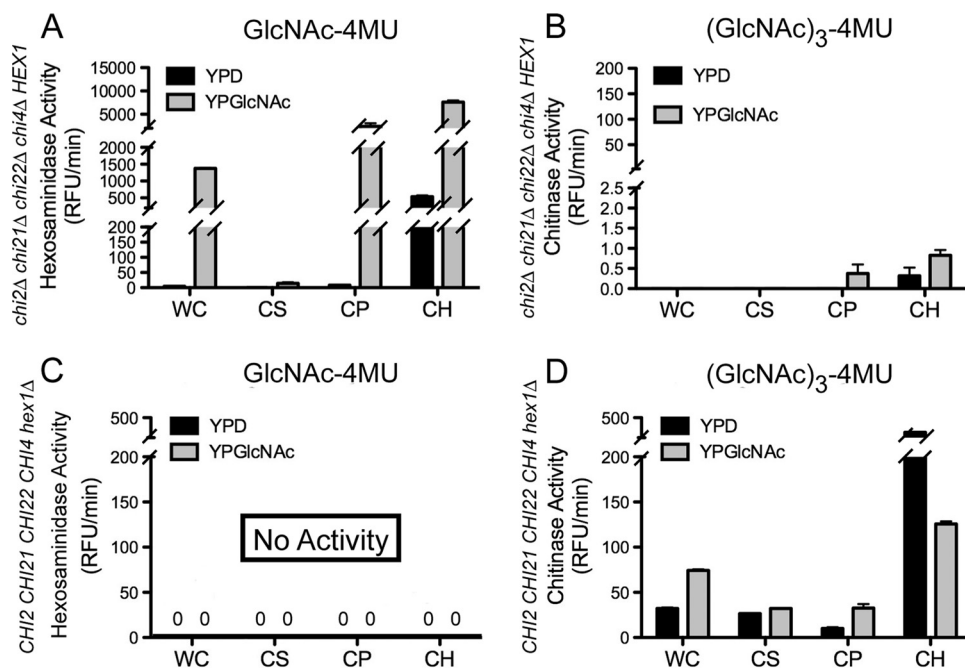 A
GlcNAc-4MU
chi2Δ chi21Δ chi22Δ chi4Δ HEX1
Hexosaminidase Activity
(RFU/min)
15000
10000
5000
2000
1500
1000
500
200
150
100
50
0
YPD
YPGlcNAc
WC CS CP CH
B
(GlcNAc)3-4MU
chi2Δ chi21Δ chi22Δ chi4Δ HEX1
Chitinase Activity
(RFU/min)
200
150
100
50
2.5
2.0
1.5
1.0
0.5
0.0
YPD
YPGlcNAc
WC CS CP CH
C
GlcNAc-4MU
CHI2 CHI21 CHI22 CHI4 hex1Δ
Hexosaminidase Activity
(RFU/min)
500
200
150
100
50
0
YPD
YPGlcNAc
No Activity
0 0 0 0 0 0 0 0
WC CS CP CH
D
(GlcNAc)3-4MU
CHI2 CHI21 CHI22 CHI4 hex1Δ
Chitinase Activity
(RFU/min)
500
200
150
100
50
0
YPD
YPGlcNAc
WC CS CP CH